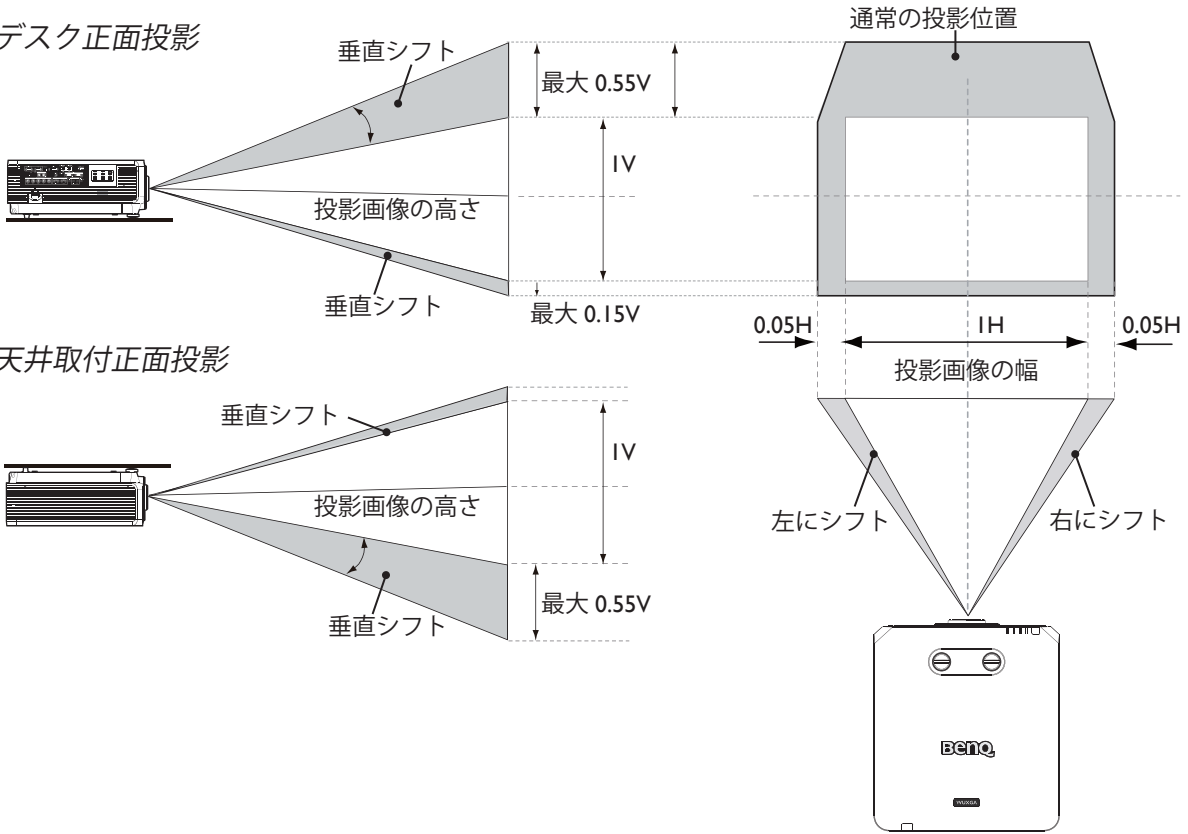 デスク正面投影
垂直シフト
最大 0.55V
1V
投影画像の高さ
垂直シフト
最大 0.15V
通常の投影位置
0.05H
1H
0.05H
投影画像の幅
左にシフト
右にシフト
天井取付正面投影
垂直シフト
1V
投影画像の高さ
最大 0.55V
垂直シフト
BenQ
WUXGA